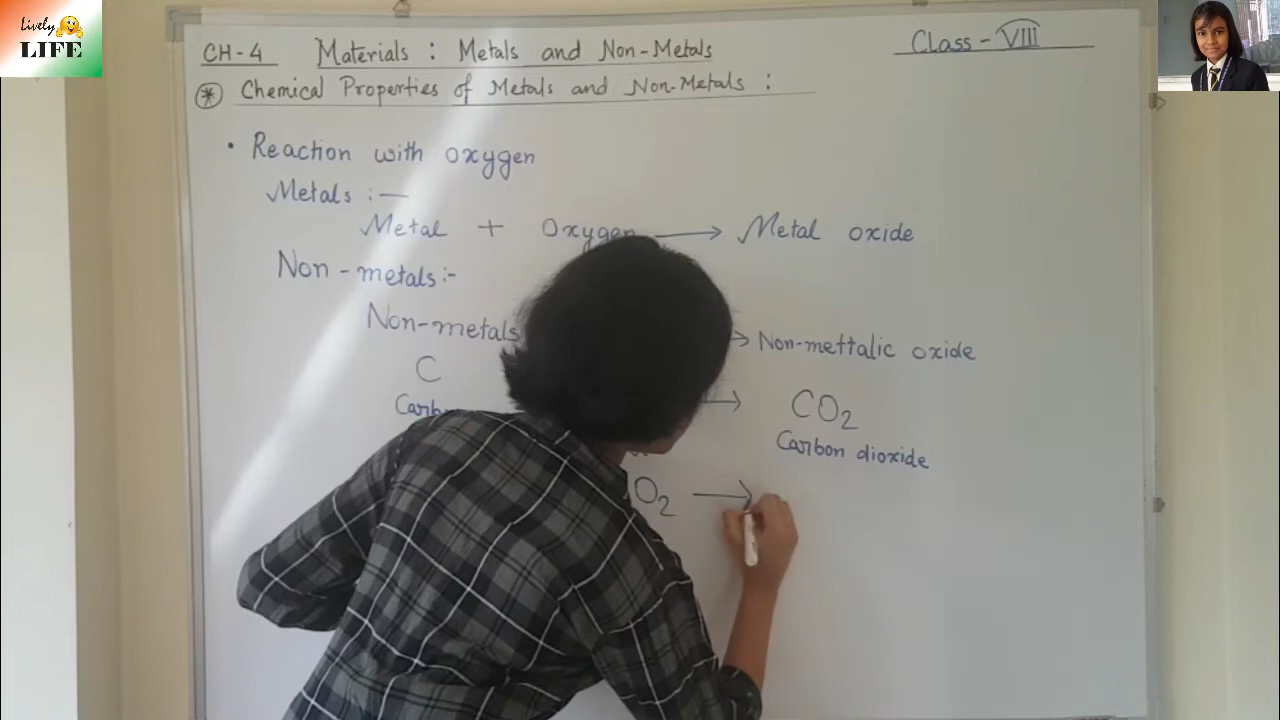 Lively
LIFE
CH-4 Materials : Metals and Non-Metals
Class - VIII
* Chemical Properties of Metals and Non-Metals :
• Reaction with oxygen
Metals :—
Metal + Oxygen → Metal oxide
Non-metals :-
Non-metals → Non-mettalic oxide
C → CO2
Carbon dioxide
O2 →